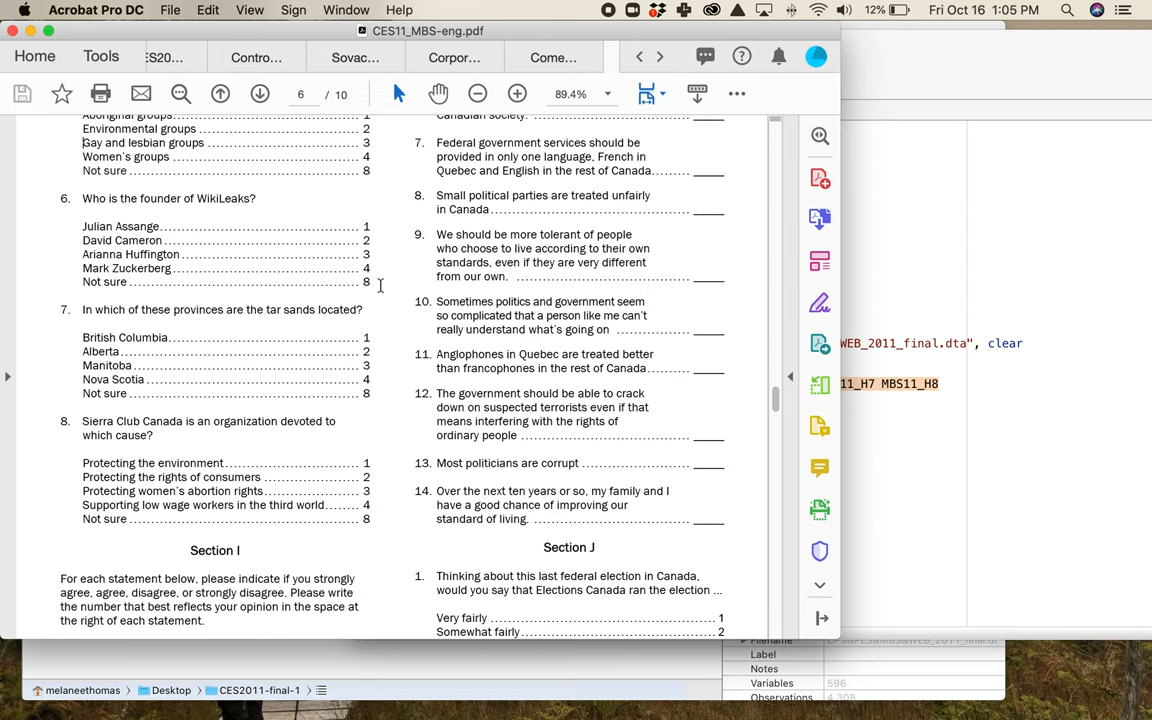 Acrobat Pro DC File Edit View Sign Window Help 12% Fri Oct 16 1:05 PM
CES11_MBS-eng.pdf
Home Tools ES20... Contro... Sovac... Corpor... Come...
6 / 10 89.4%
Aboriginal groups 1
Environmental groups 2
Gay and lesbian groups 3
Women's groups 4
Not sure 8
6. Who is the founder of WikiLeaks?
Julian Assange 1
David Cameron 2
Arianna Huffington 3
Mark Zuckerberg 4
Not sure 8
7. In which of these provinces are the tar sands located?
British Columbia 1
Alberta 2
Manitoba 3
Nova Scotia 4
Not sure 8
8. Sierra Club Canada is an organization devoted to
which cause?
Protecting the environment 1
Protecting the rights of consumers 2
Protecting women's abortion rights 3
Supporting low wage workers in the third world 4
Not sure 8
Section I
For each statement below, please indicate if you strongly
agree, agree, disagree, or strongly disagree. Please write
the number that best reflects your opinion in the space at
the right of each statement.
Canadian society.
7. Federal government services should be
provided in only one language, French in
Quebec and English in the rest of Canada
8. Small political parties are treated unfairly
in Canada
9. We should be more tolerant of people
who choose to live according to their own
standards, even if they are very different
from our own.
10. Sometimes politics and government seem
so complicated that a person like me can't
really understand what's going on
11. Anglophones in Quebec are treated better
than francophones in the rest of Canada
12. The government should be able to crack
down on suspected terrorists even if that
means interfering with the rights of
ordinary people
13. Most politicians are corrupt
14. Over the next ten years or so, my family and I
have a good chance of improving our
standard of living.
Section J
1. Thinking about this last federal election in Canada,
would you say that Elections Canada ran the election ...
Very fairly 1
Somewhat fairly 2
WEB_2011_final.dta", clear
11_H7 MBS11_H8
Label
Notes
Variables 596
Observations 4,308
melaneethomas Desktop CES2011-final-1